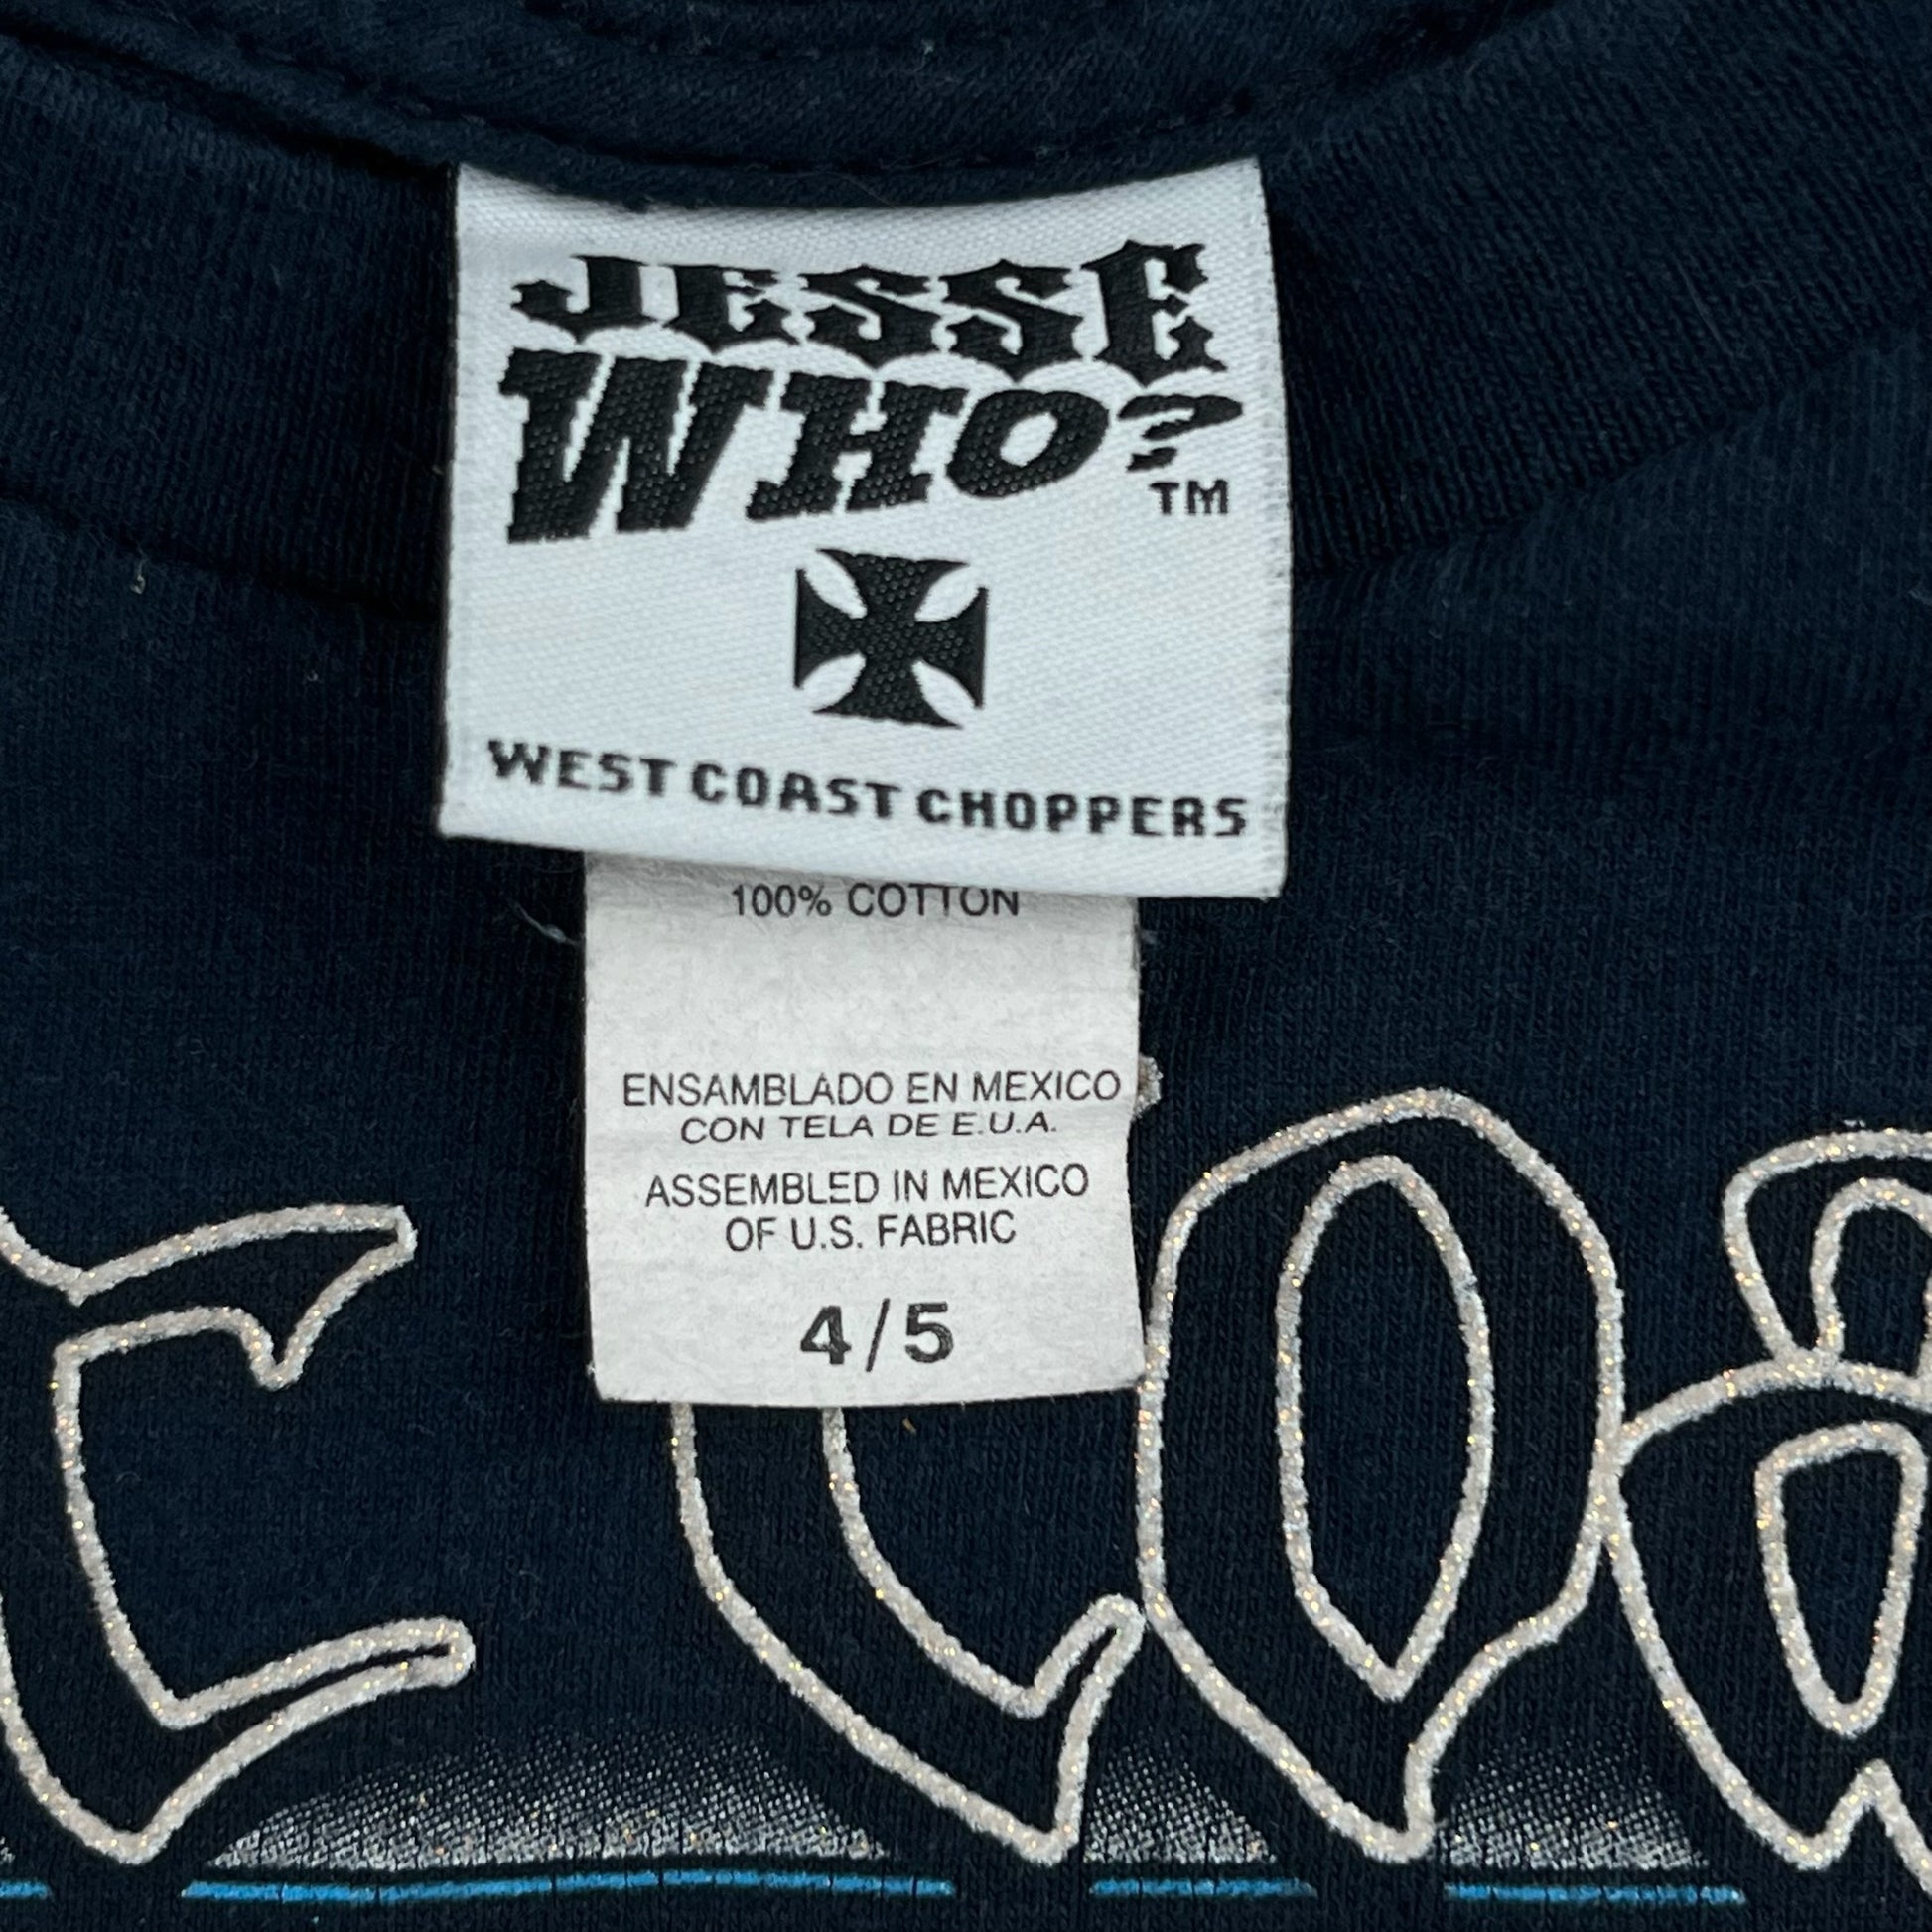 JESSE
WHO?
TM
WEST COAST CHOPPERS
100% COTTON
ENSAMBLADO EN MEXICO
CON TELA DE E.U.A.
ASSEMBLED IN MEXICO
OF U.S. FABRIC
4/5